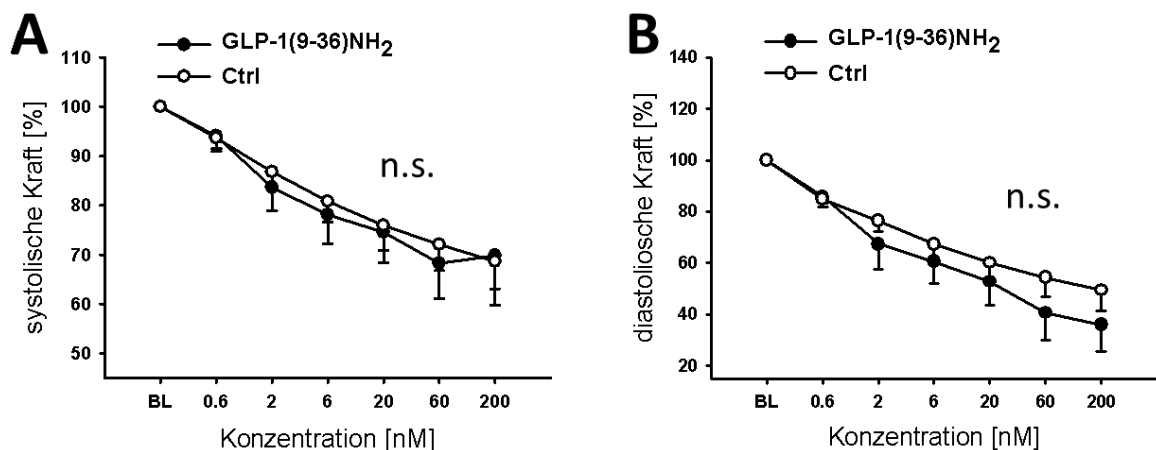 A
GLP-1(9-36)NH₂
Ctrl
systolische Kraft [%]
110
100
90
80
70
60
50
n.s.
BL 0.6 2 6 20 60 200
Konzentration [nM]
B
GLP-1(9-36)NH₂
Ctrl
diastoliosche Kraft [%]
140
120
100
80
60
40
20
n.s.
BL 0.6 2 6 20 60 200
Konzentration [nM]